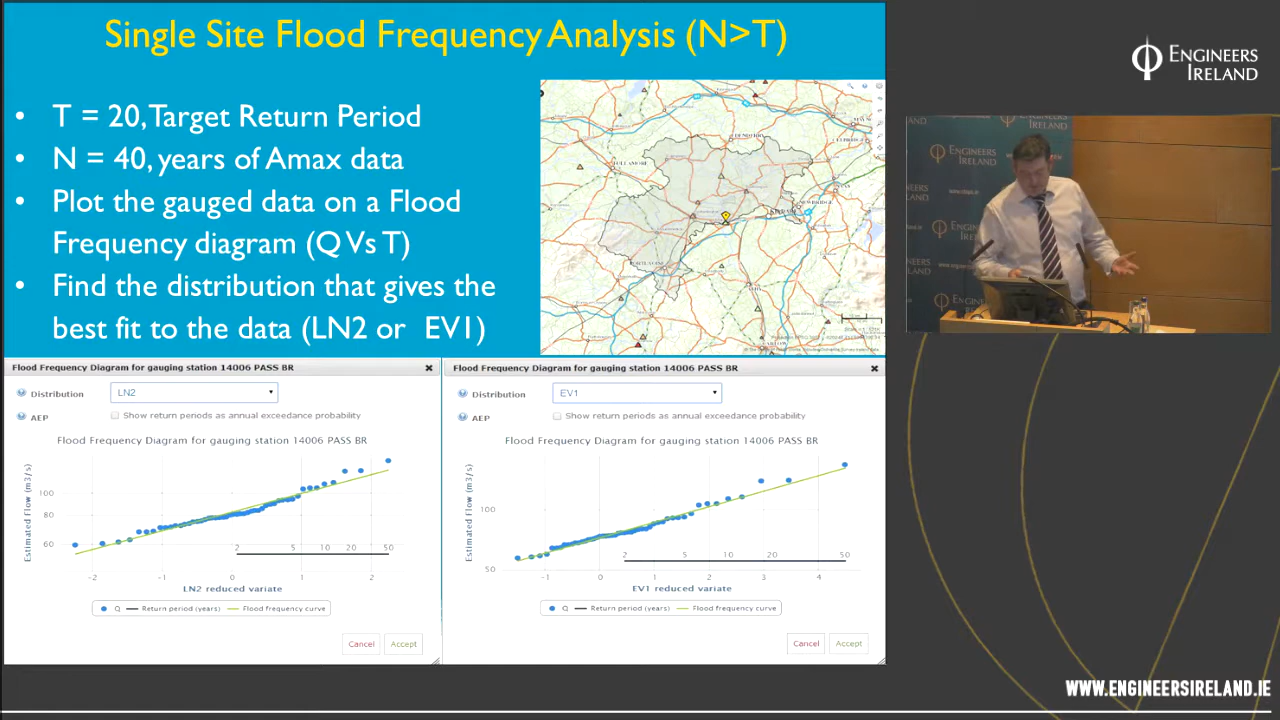 Single Site Flood Frequency Analysis (N>T)
• T = 20, Target Return Period
• N = 40, years of Amax data
• Plot the gauged data on a Flood
Frequency diagram (Q Vs T)
• Find the distribution that gives the
best fit to the data (LN2 or EV1)
Flood Frequency Diagram for gauging station 14006 PASS BR
Distribution LN2
AEP Show return periods as annual exceedance probability
Flood Frequency Diagram for gauging station 14006 PASS BR
Estimated Flow (m3/s)
100
80
60
2 5 10 20 50
-2 -1 0 1 2
LN2 reduced variate
Q Return period (years) Flood frequency curve
Cancel Accept
Flood Frequency Diagram for gauging station 14006 PASS BR
Distribution EV1
AEP Show return periods as annual exceedance probability
Flood Frequency Diagram for gauging station 14006 PASS BR
Estimated Flow (m3/s)
100
50
2 5 10 20 50
-1 0 1 2 3 4
EV1 reduced variate
Q Return period (years) Flood frequency curve
Cancel Accept
ENGINEERS
IRELAND
ENGINEERS
IRELAND
ENGINEERS
IRELAND
WWW.ENGINEERSIRELAND.IE